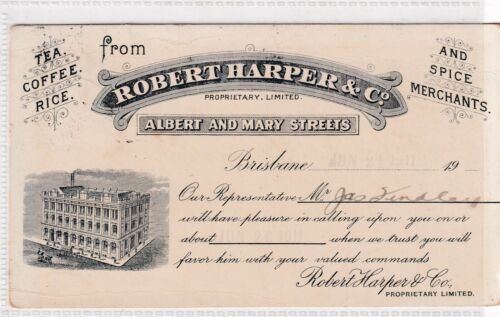 from
TEA.
COFFEE.
RICE.
AND
SPICE
MERCHANTS.
ROBERT HARPER & Co.
PROPRIETARY, LIMITED.
ALBERT AND MARY STREETS
Brisbane 19
Our Representative Mr Jas Lindlay
will have pleasure in calling upon you on or
about when we trust you will
favor him with your valued commands
Robert Harper & Co.,
PROPRIETARY LIMITED.